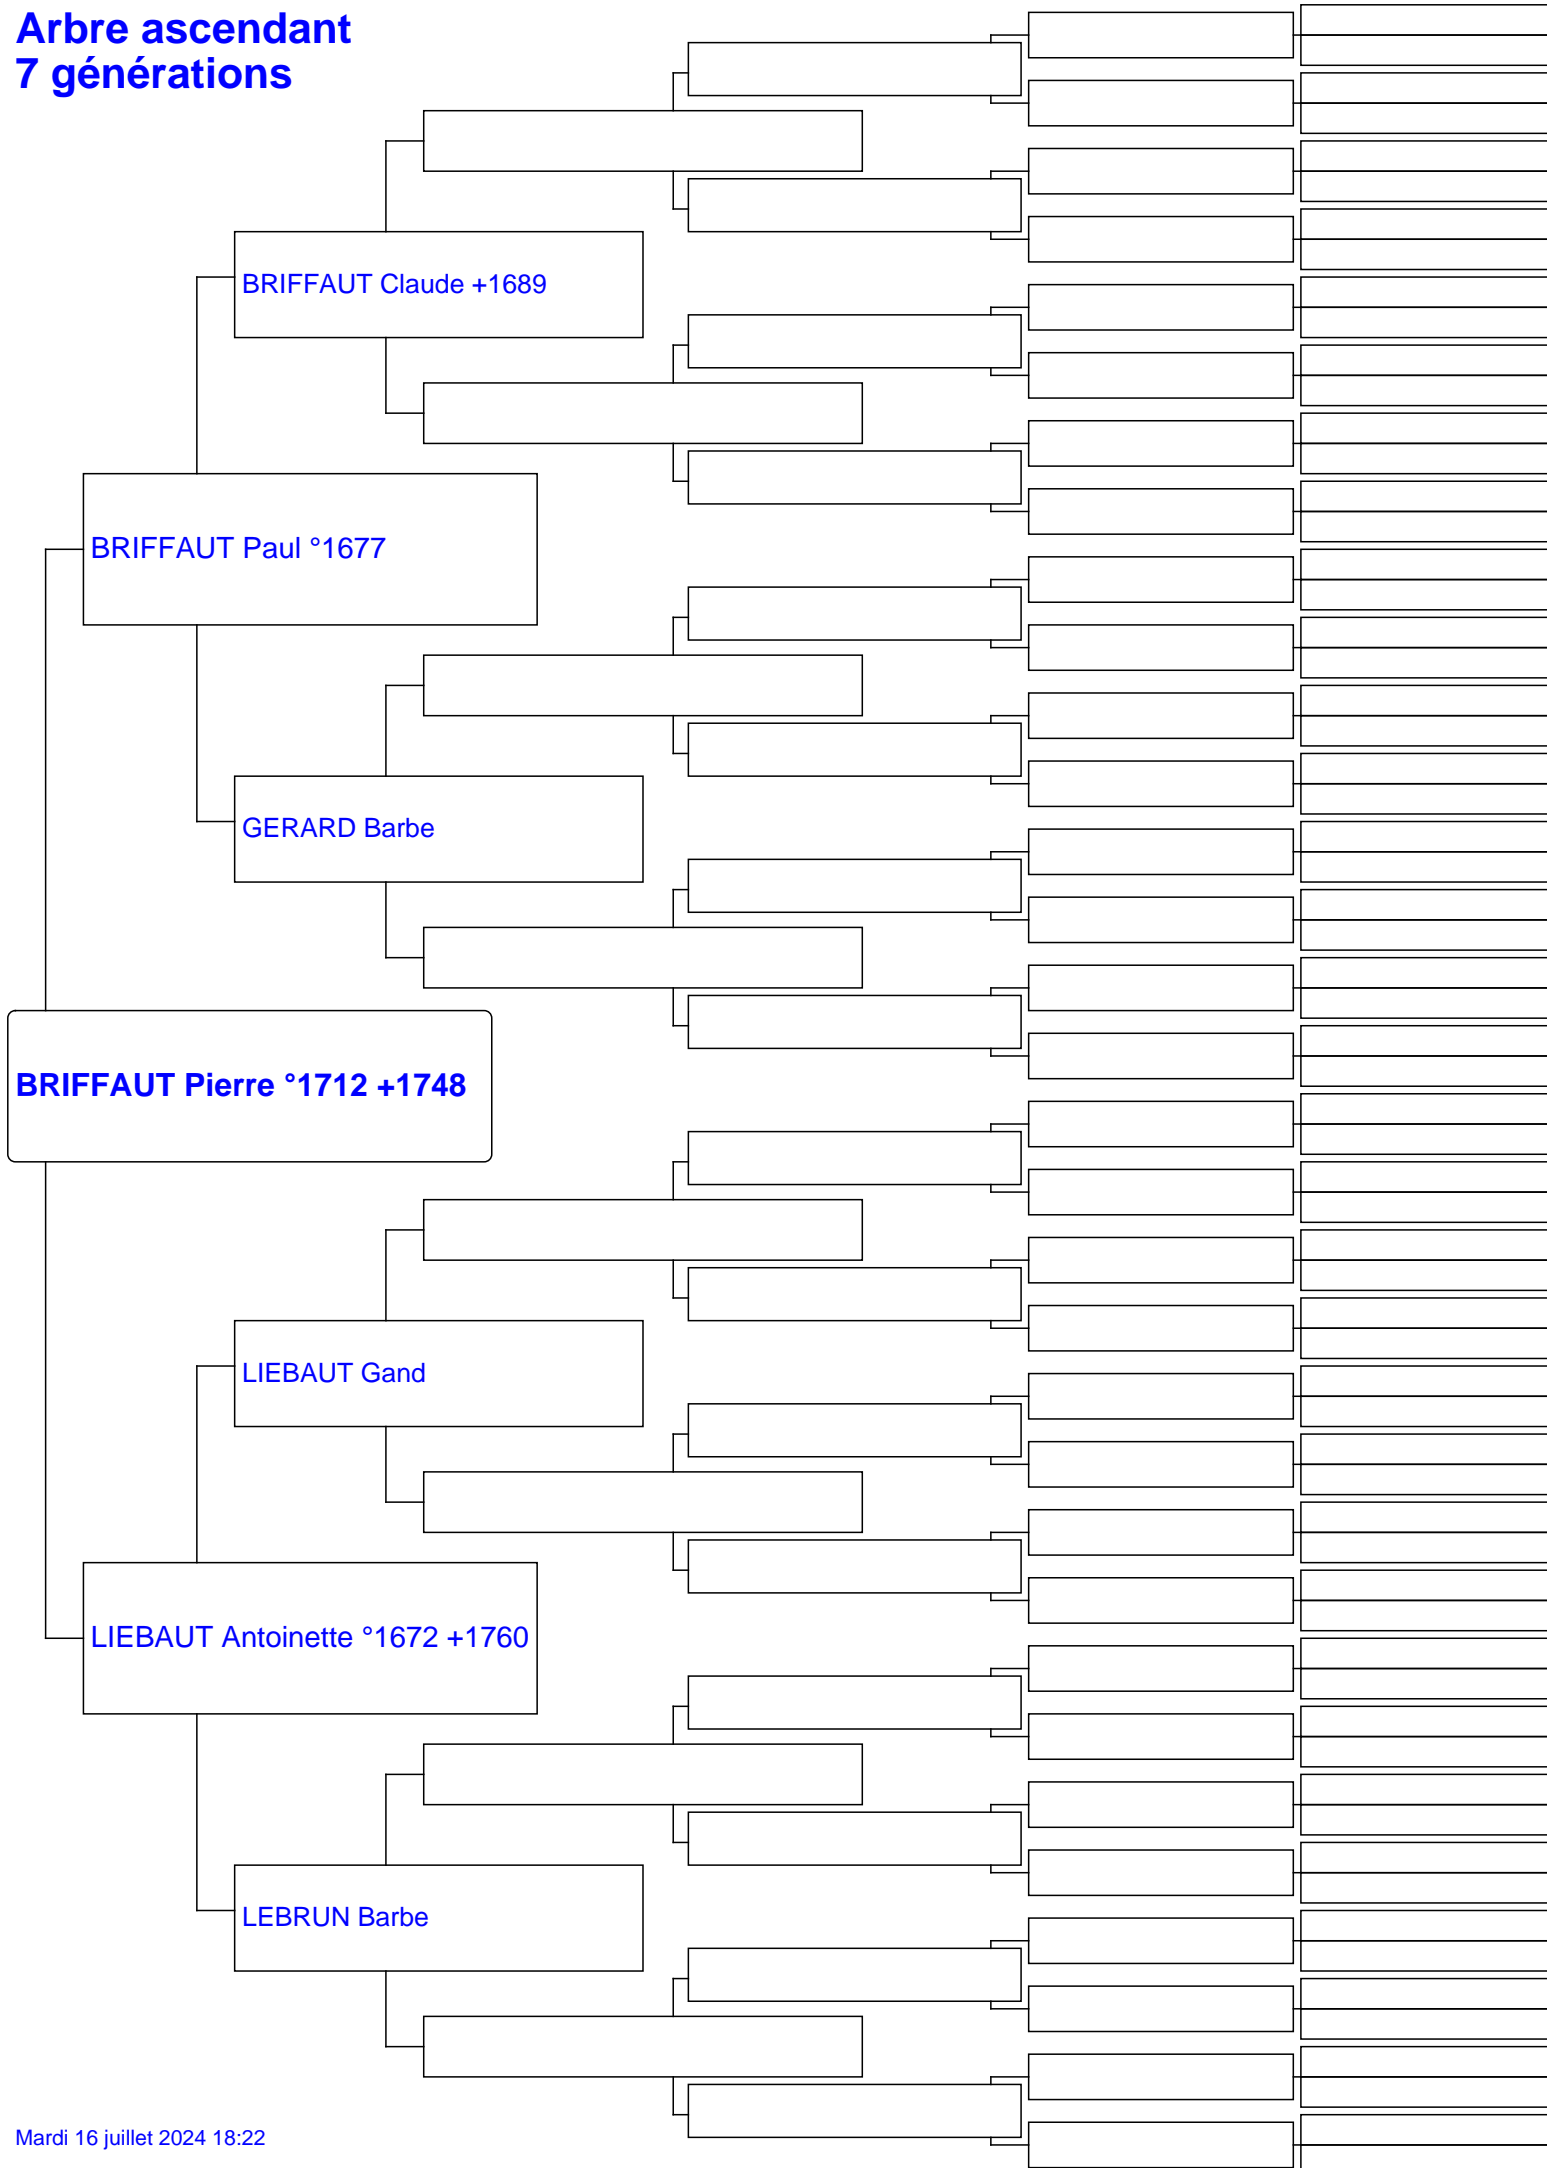 Arbre ascendant
7 générations
BRIFFAUT Claude +1689
BRIFFAUT Paul °1677
GERARD Barbe
BRIFFAUT Pierre °1712 +1748
LIEBAUT Gand
LIEBAUT Antoinette °1672 +1760
LEBRUN Barbe
Mardi 16 juillet 2024 18:22